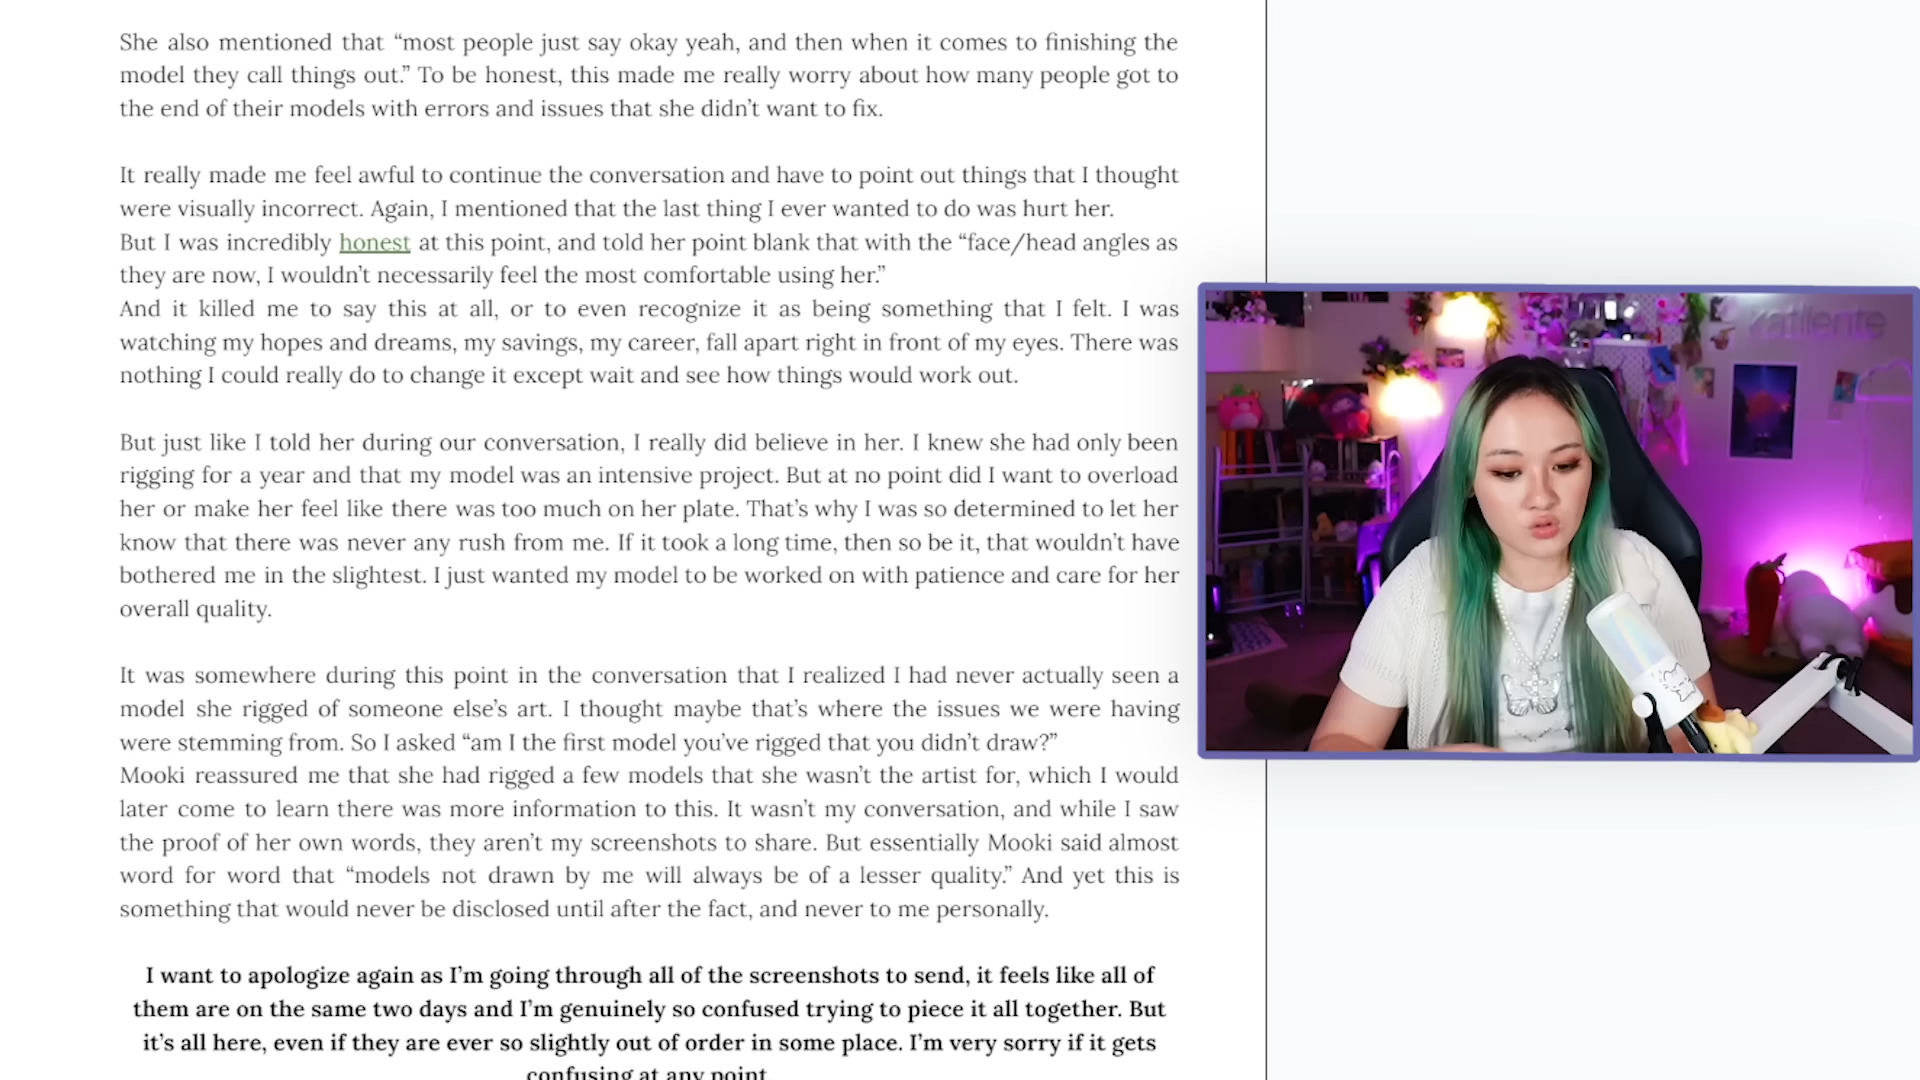 She also mentioned that “most people just say okay yeah, and then when it comes to finishing the
model they call things out.” To be honest, this made me really worry about how many people got to
the end of their models with errors and issues that she didn’t want to fix.
It really made me feel awful to continue the conversation and have to point out things that I thought
were visually incorrect. Again, I mentioned that the last thing I ever wanted to do was hurt her.
But I was incredibly honest at this point, and told her point blank that with the “face/head angles as
they are now, I wouldn’t necessarily feel the most comfortable using her.”
And it killed me to say this at all, or to even recognize it as being something that I felt. I was
watching my hopes and dreams, my savings, my career, fall apart right in front of my eyes. There was
nothing I could really do to change it except wait and see how things would work out.
But just like I told her during our conversation, I really did believe in her. I knew she had only been
rigging for a year and that my model was an intensive project. But at no point did I want to overload
her or make her feel like there was too much on her plate. That’s why I was so determined to let her
know that there was never any rush from me. If it took a long time, then so be it, that wouldn’t have
bothered me in the slightest. I just wanted my model to be worked on with patience and care for her
overall quality.
It was somewhere during this point in the conversation that I realized I had never actually seen a
model she rigged of someone else’s art. I thought maybe that’s where the issues we were having
were stemming from. So I asked “am I the first model you’ve rigged that you didn’t draw?”
Mooki reassured me that she had rigged a few models that she wasn’t the artist for, which I would
later come to learn there was more information to this. It wasn’t my conversation, and while I saw
the proof of her own words, they aren’t my screenshots to share. But essentially Mooki said almost
word for word that “models not drawn by me will always be of a lesser quality.” And yet this is
something that would never be disclosed until after the fact, and never to me personally.
I want to apologize again as I’m going through all of the screenshots to send, it feels like all of
them are on the same two days and I’m genuinely so confused trying to piece it all together. But
it’s all here, even if they are ever so slightly out of order in some place. I’m very sorry if it gets
confusing at any point.
katliente